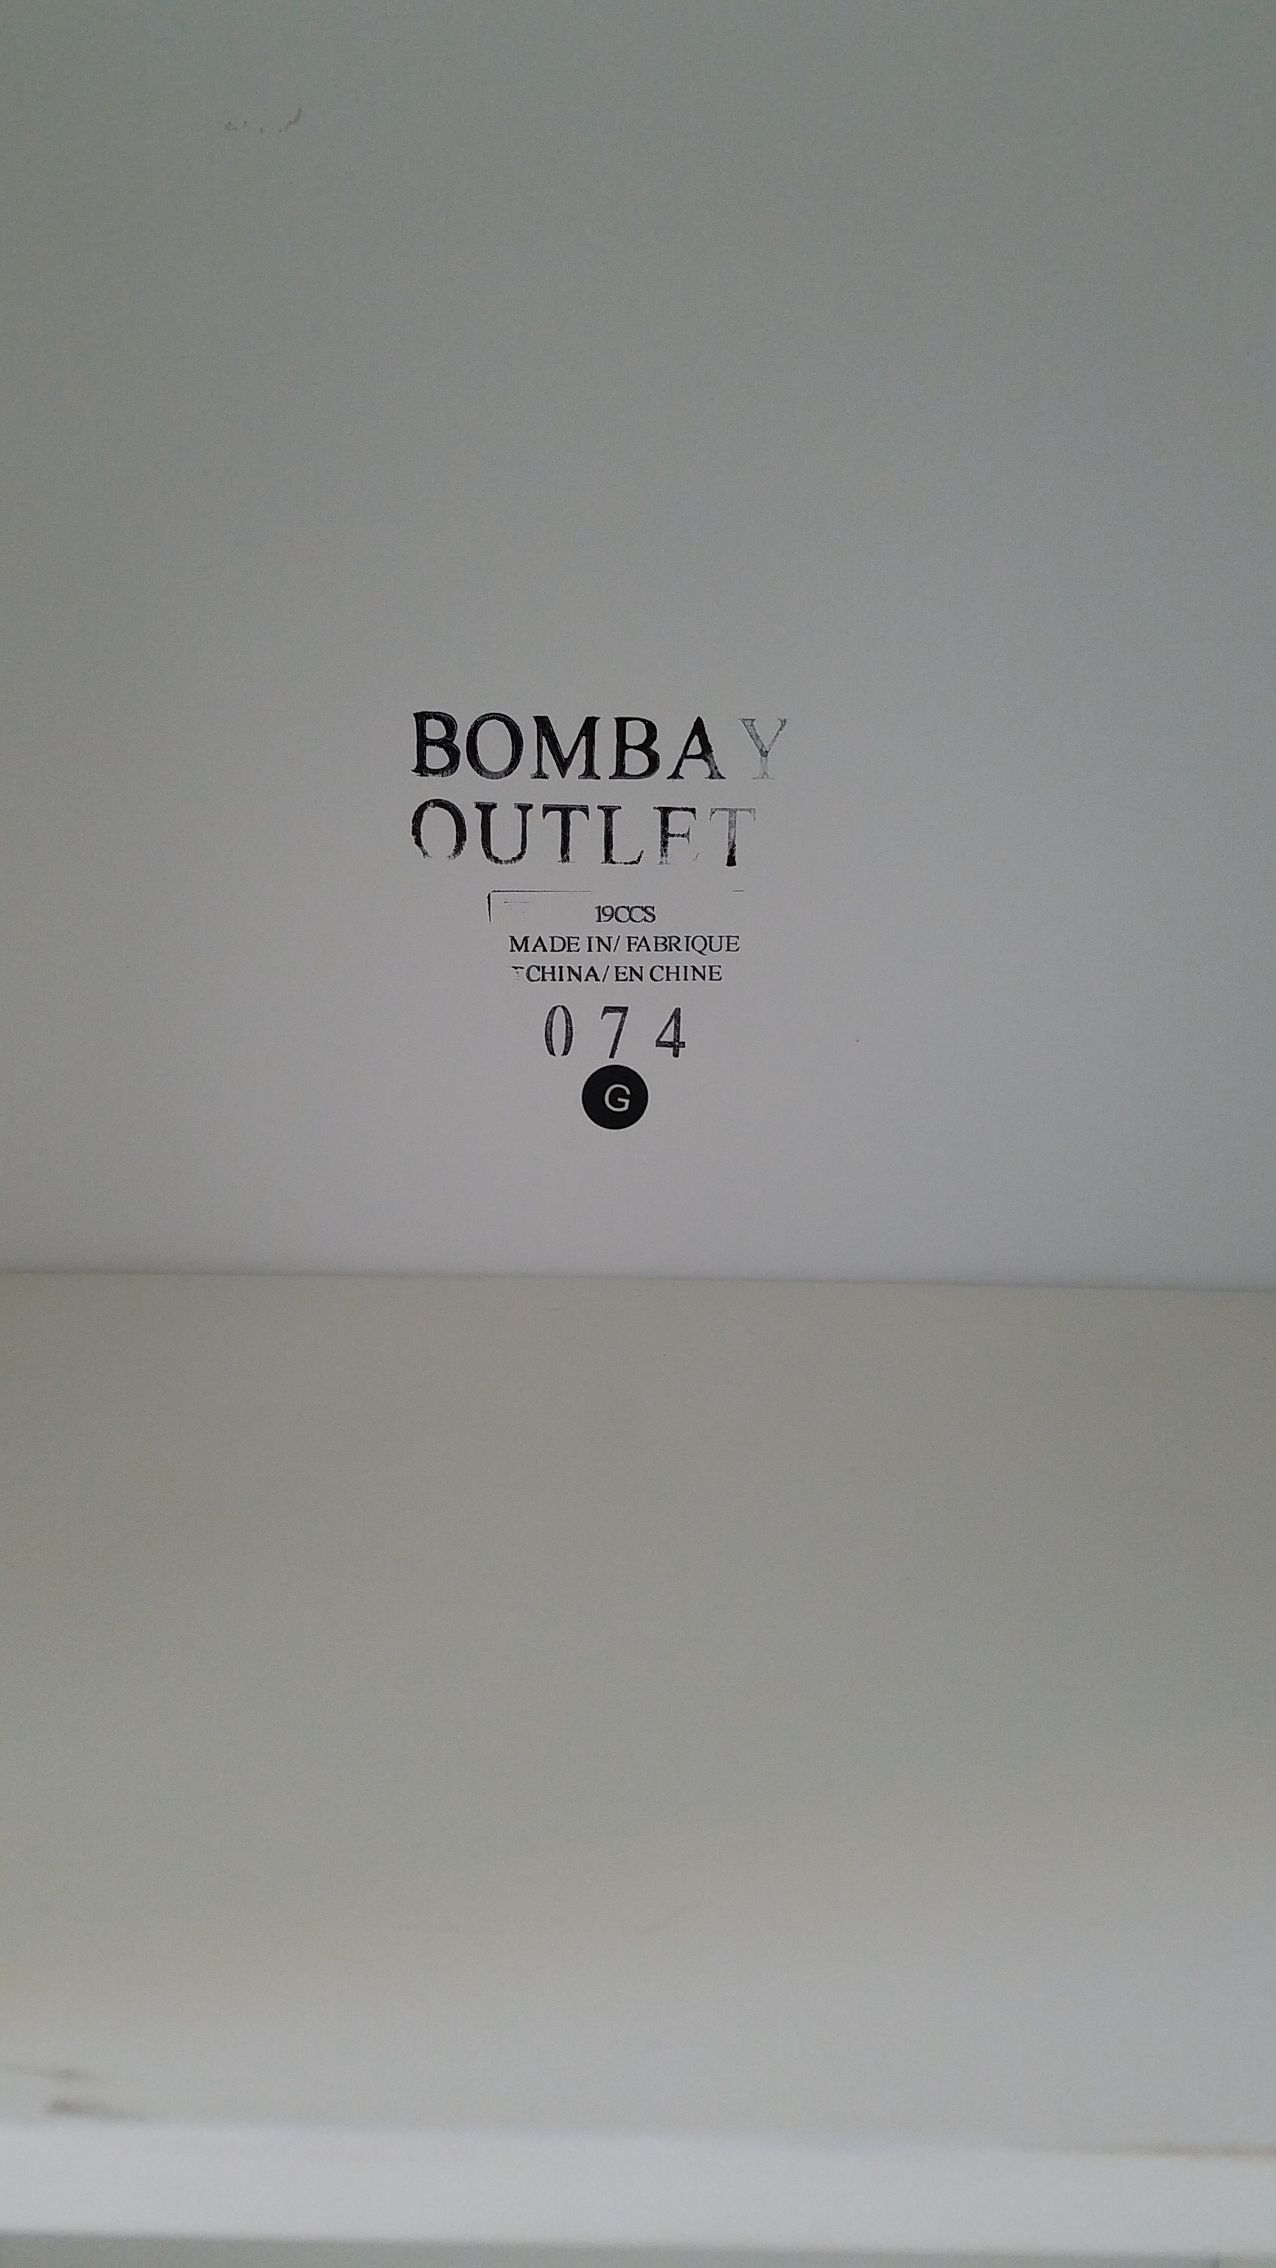 BOMBAY
OUTLET
19CCS
MADE IN/ FABRIQUE
CHINA/ EN CHINE
074
G